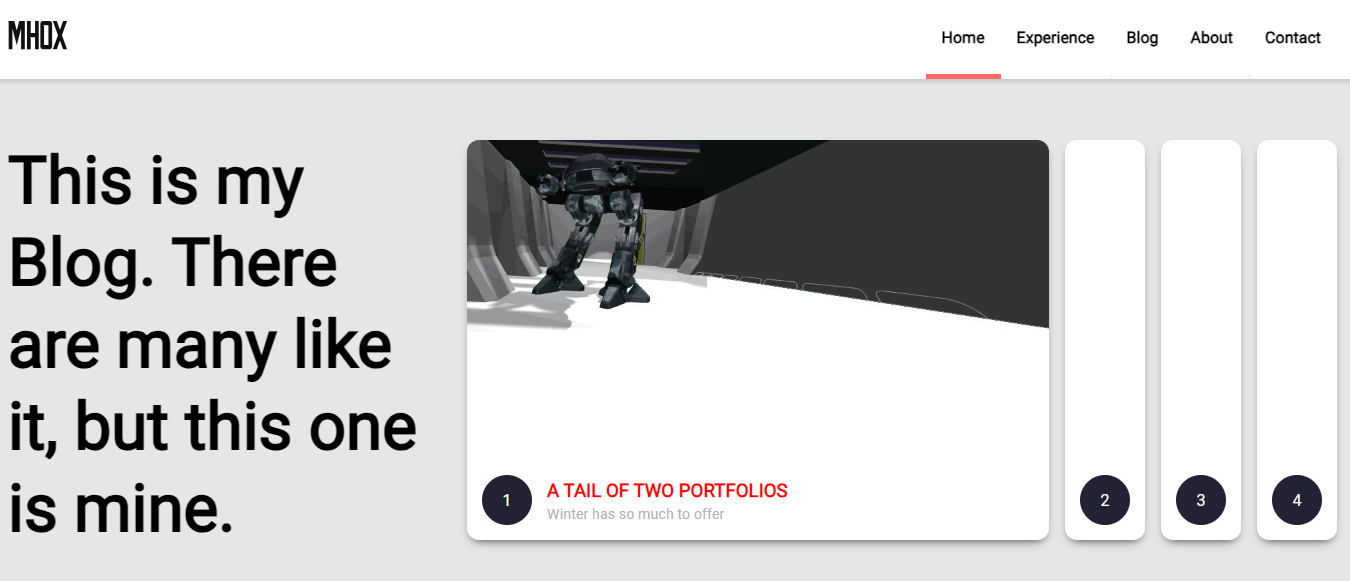 MHOX
Home Experience Blog About Contact
This is my
Blog. There
are many like
it, but this one
is mine.
1
A TAIL OF TWO PORTFOLIOS
Winter has so much to offer
2
3
4